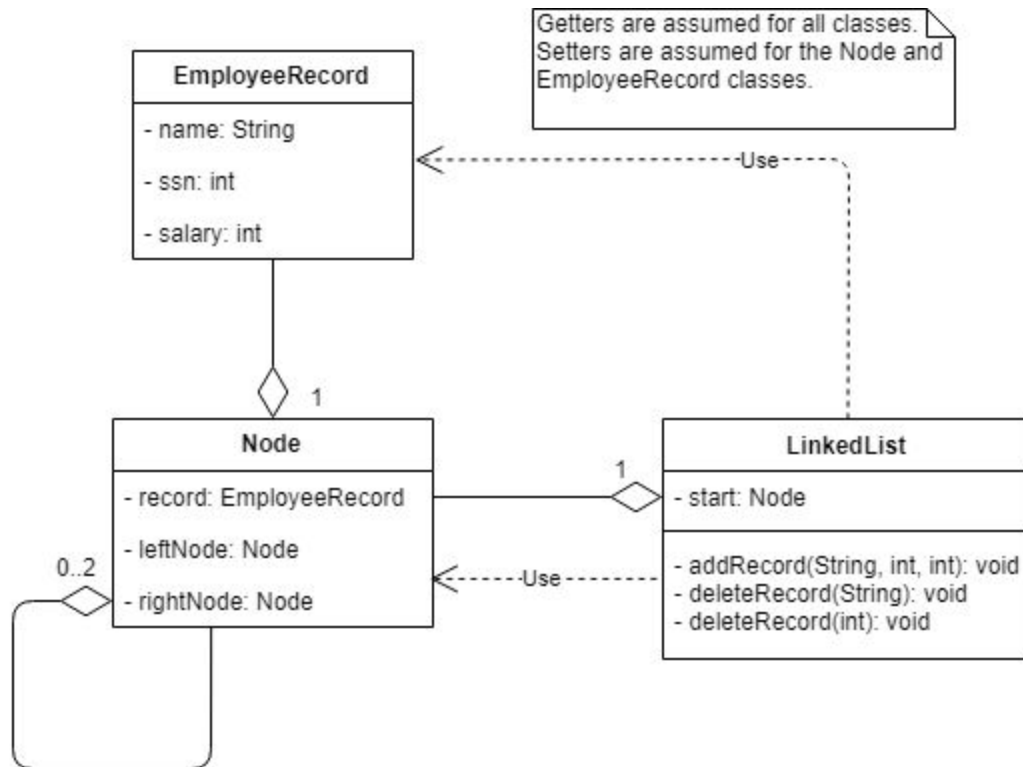 Getters are assumed for all classes.
Setters are assumed for the Node and
EmployeeRecord classes.
EmployeeRecord
- name: String
- ssn: int
- salary: int
Use
1
Node
- record: EmployeeRecord
- leftNode: Node
- rightNode: Node
0..2
1
Use
LinkedList
- start: Node
- addRecord(String, int, int): void
- deleteRecord(String): void
- deleteRecord(int): void